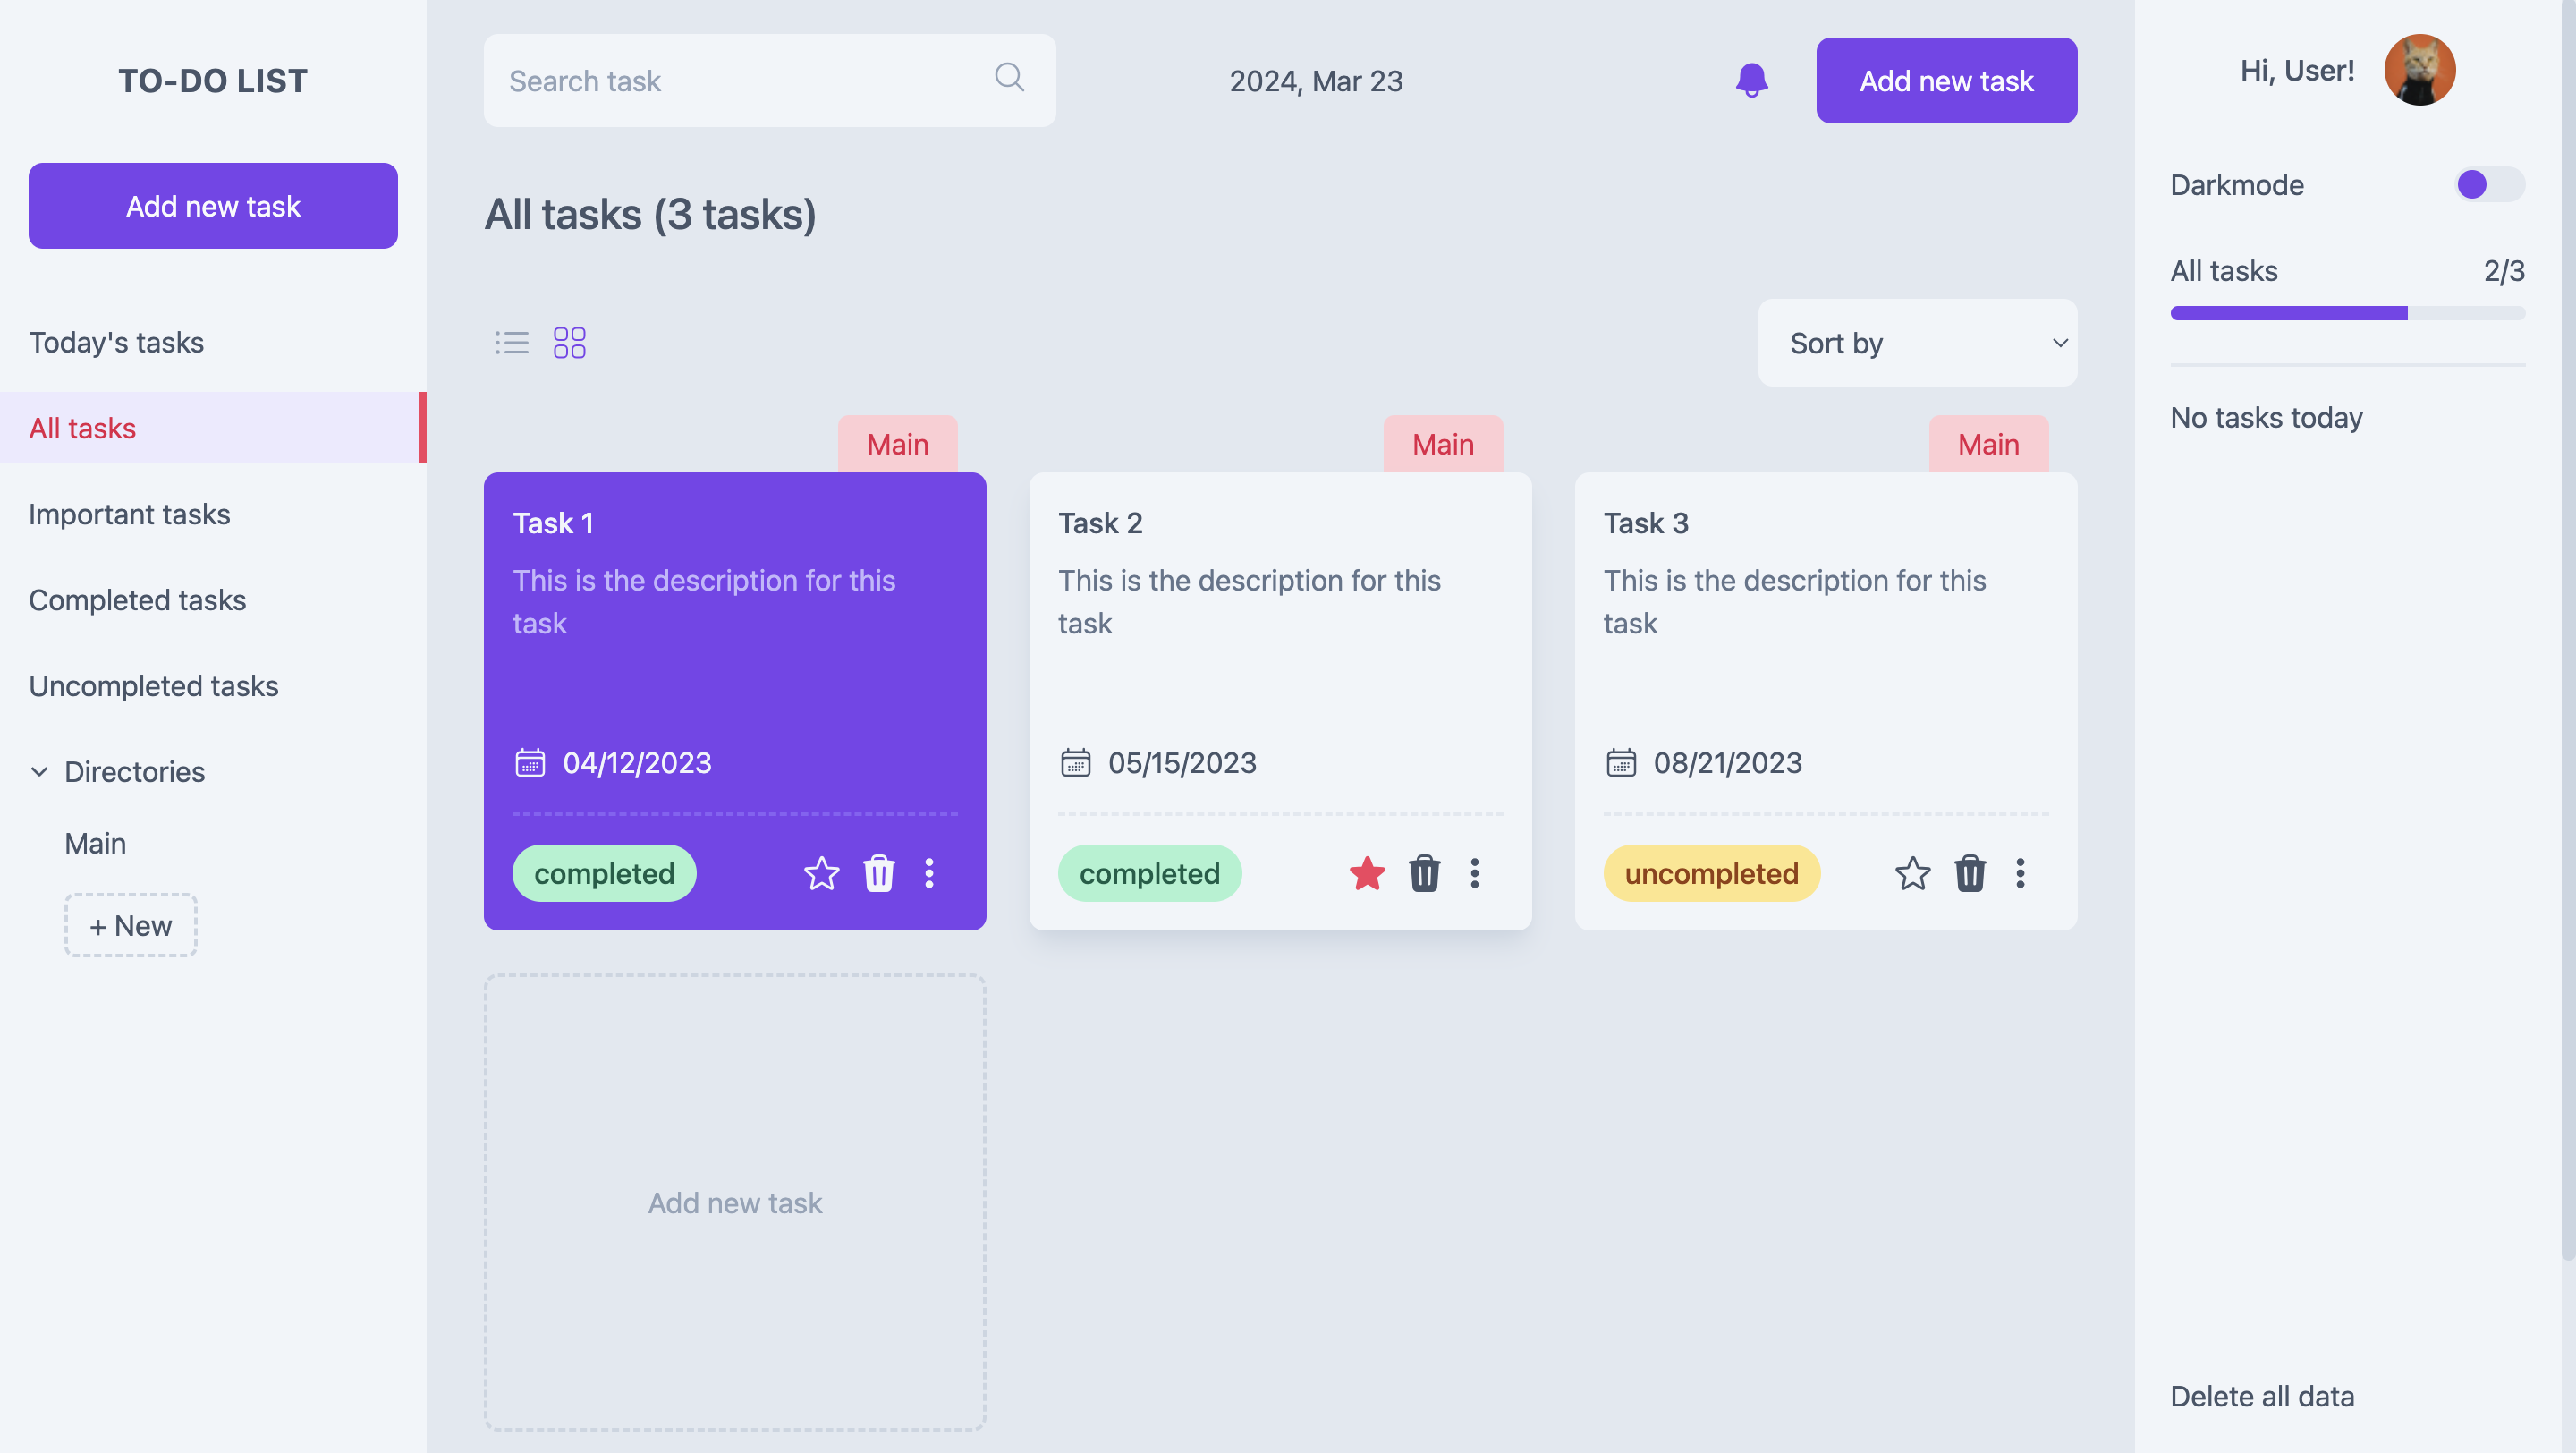 TO-DO LIST
Add new task
Today's tasks
All tasks
Important tasks
Completed tasks
Uncompleted tasks
Directories
Main
+ New
Search task
2024, Mar 23
Add new task
All tasks (3 tasks)
Sort by
Main
Task 1
This is the description for this
task
04/12/2023
completed
Main
Task 2
This is the description for this
task
05/15/2023
completed
Main
Task 3
This is the description for this
task
08/21/2023
uncompleted
Add new task
Hi, User!
Darkmode
All tasks 2/3
No tasks today
Delete all data